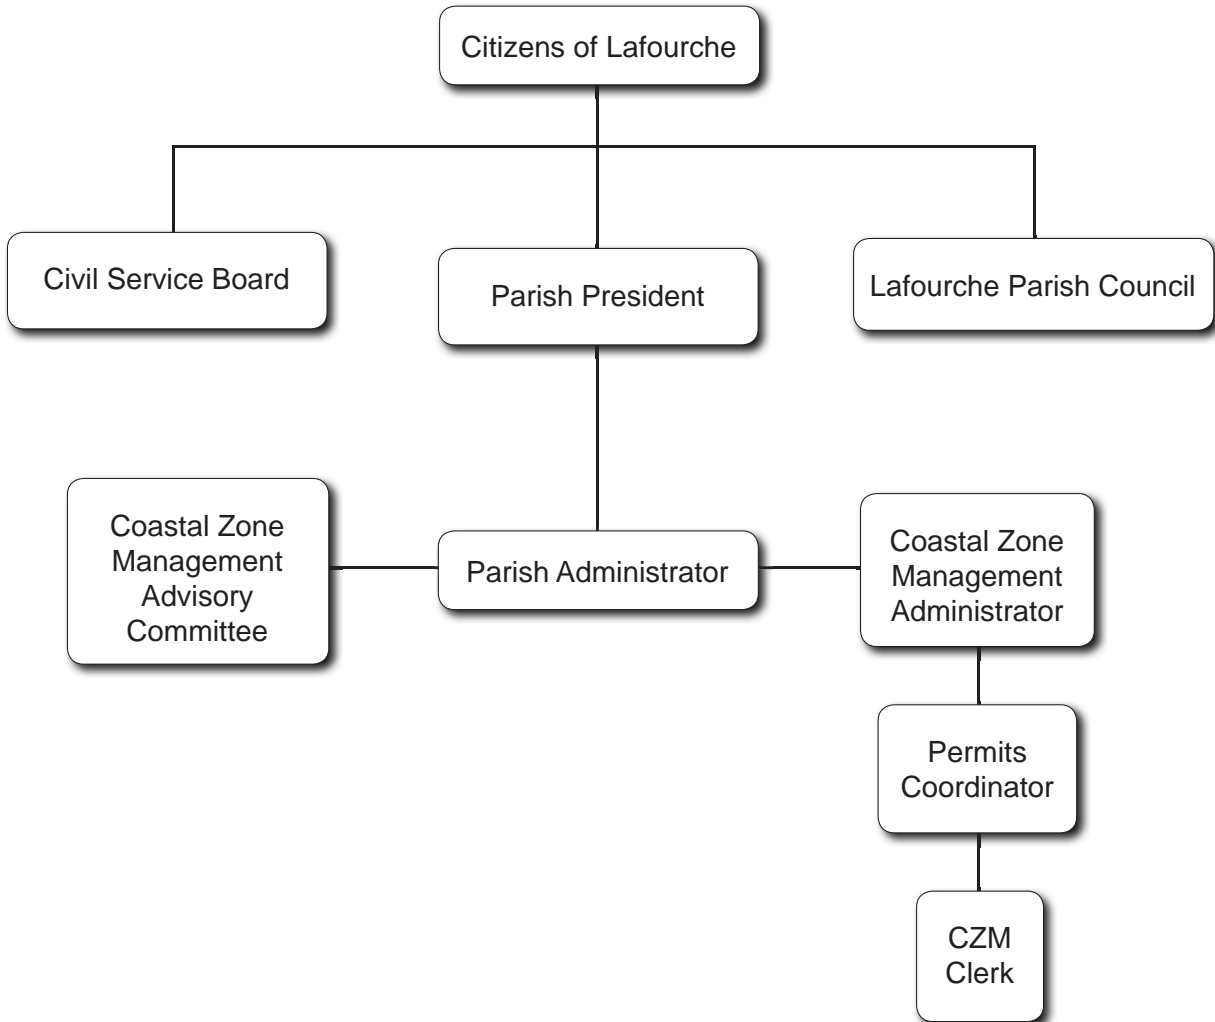 Citizens of Lafourche
Civil Service Board
Parish President
Lafourche Parish Council
Coastal Zone
Management
Advisory
Committee
Parish Administrator
Coastal Zone
Management
Administrator
Permits
Coordinator
CZM
Clerk